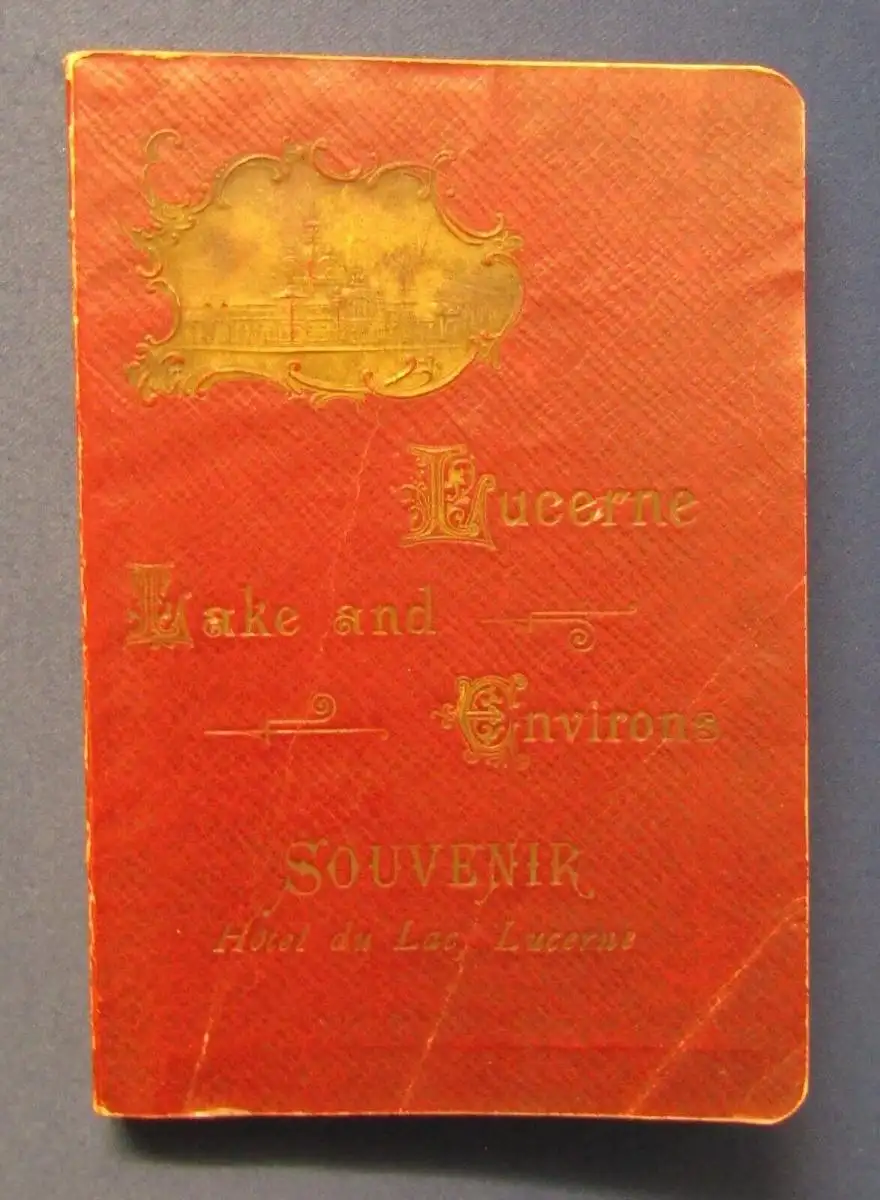 Lucerne
Lake and
Environs
SOUVENIR
Hôtel du Lac, Lucerne